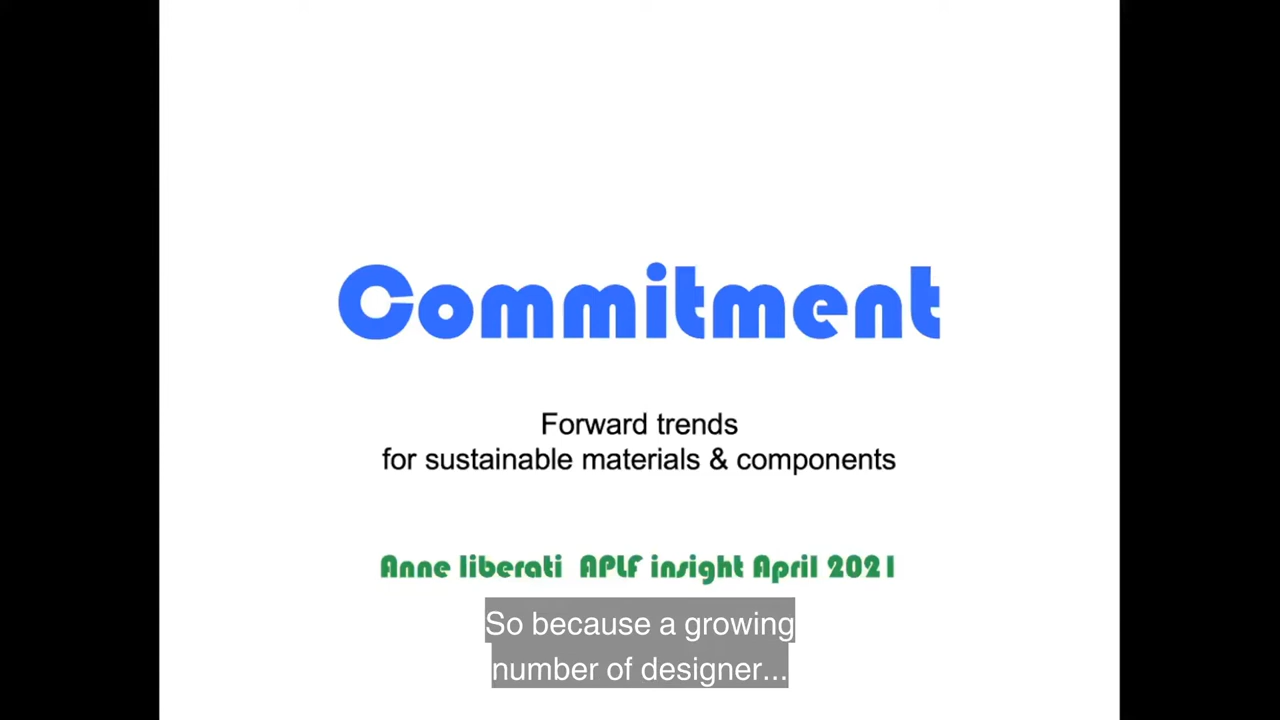 Commitment
Forward trends
for sustainable materials & components
Anne liberati APLF insight April 2021
So because a growing
number of designer...